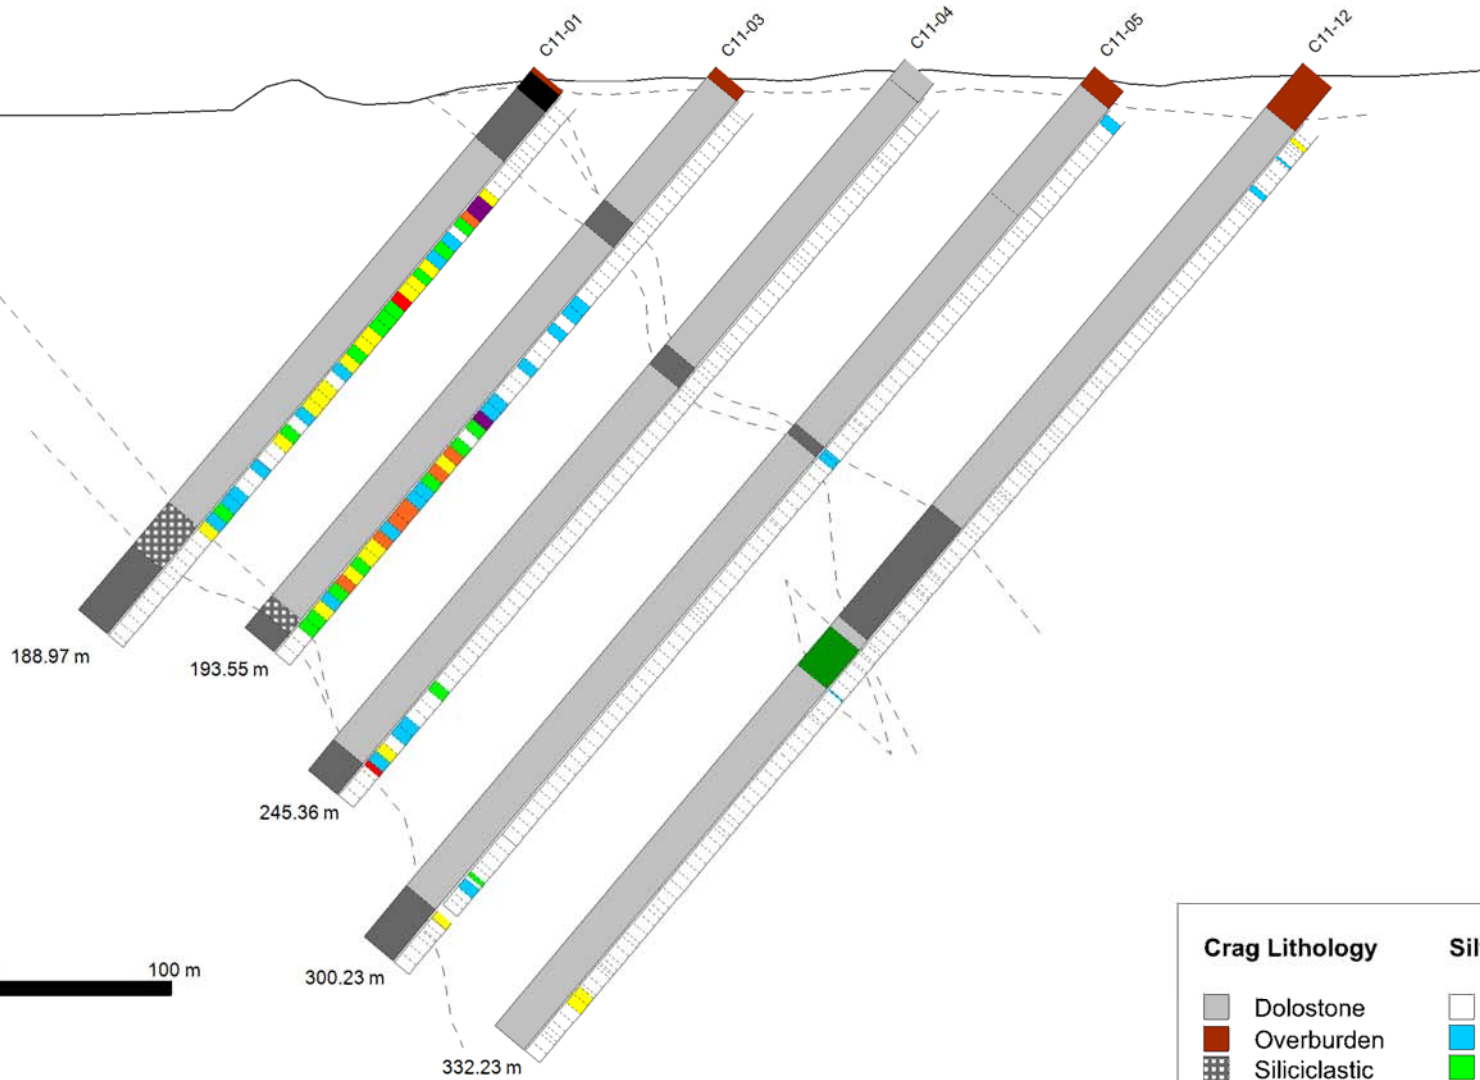 C11-01
C11-03
C11-04
C11-05
C11-12
188.97 m
193.55 m
245.36 m
300.23 m
332.23 m
100 m
Crag Lithology
Sil
Dolostone
Overburden
Siliciclastic